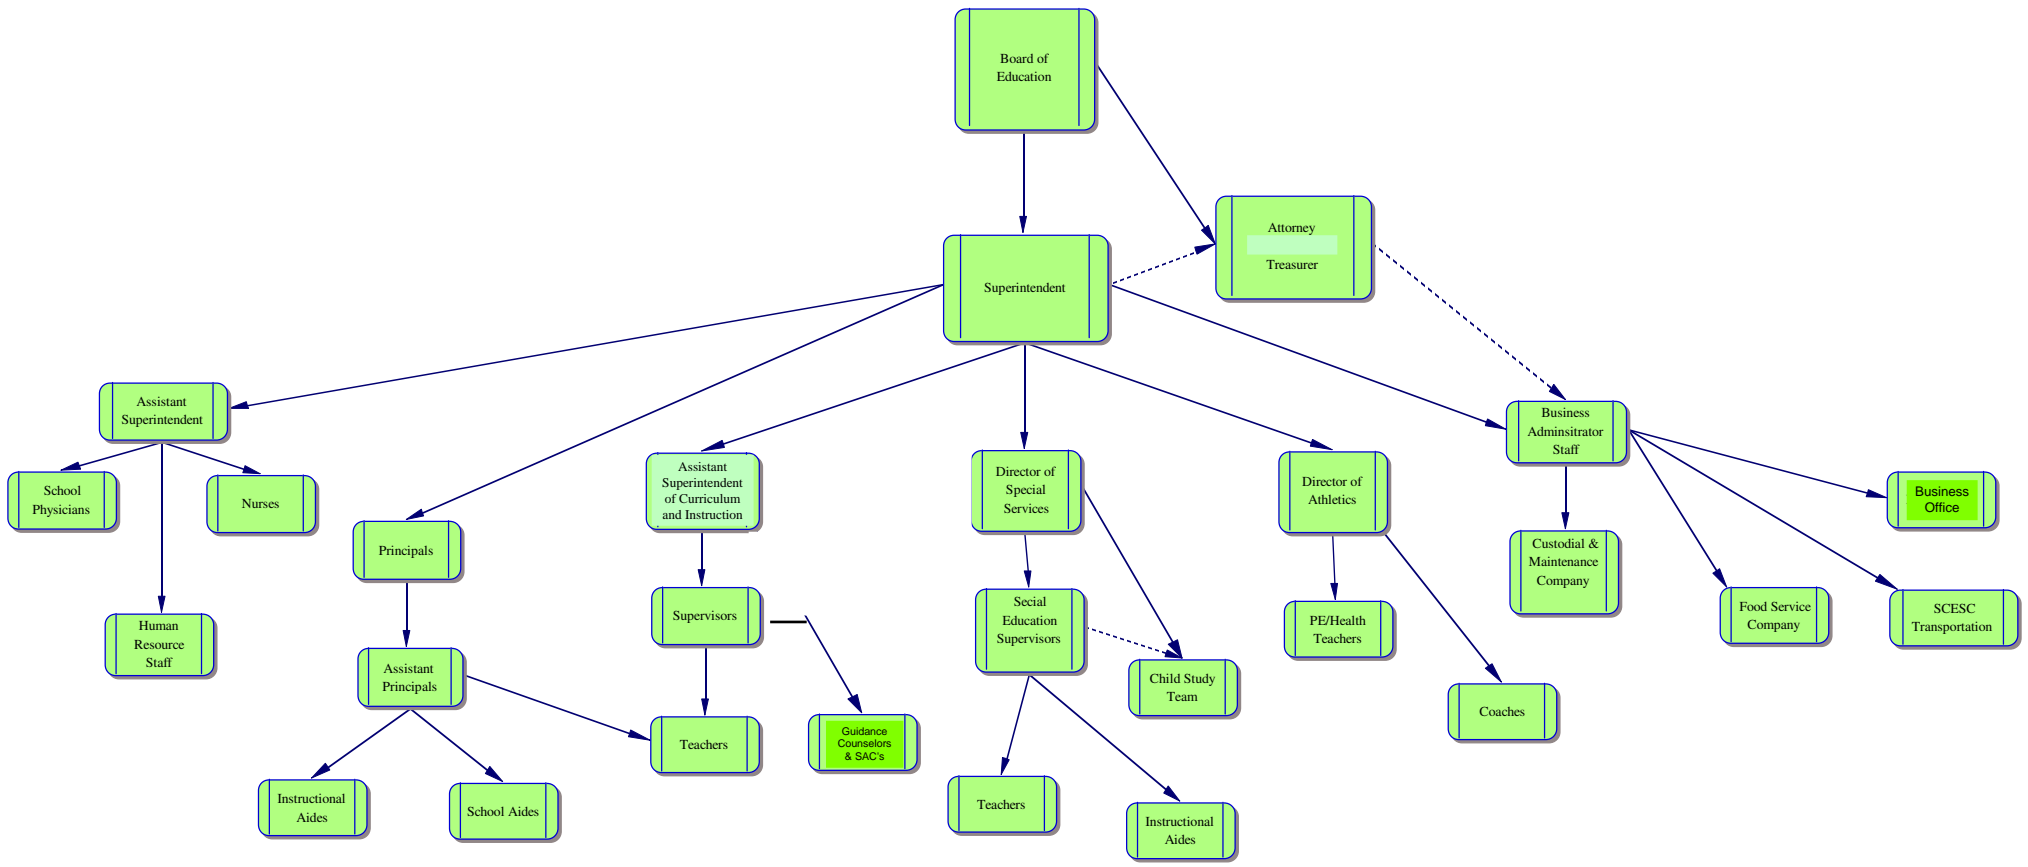 Board of
Education
Attorney
Treasurer
Superintendent
Assistant
Superintendent
Business
Adminsitrator
Staff
Assistant
Superintendent
of Curriculum
and Instruction
Director of
Special
Services
Director of
Athletics
School
Physicians
Nurses
Business
Office
Principals
Custodial &
Maintenance
Company
Supervisors
Secial
Education
Supervisors
PE/Health
Teachers
Food Service
Company
SCESC
Transportation
Human
Resource
Staff
Assistant
Principals
Child Study
Team
Coaches
Teachers
Guidance
Counselors
& SAC's
Instructional
Aides
School Aides
Teachers
Instructional
Aides